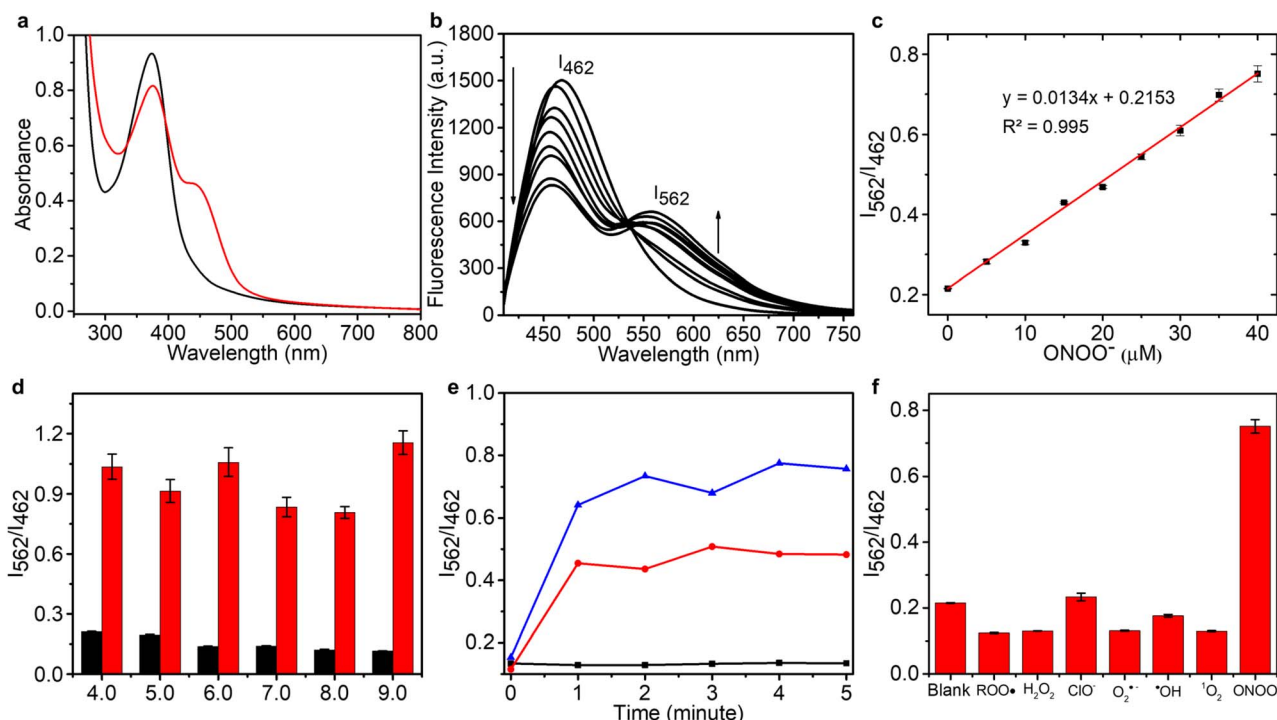 a
1.0
0.8
0.6
0.4
0.2
0.0
Absorbance
300 400 500 600 700 800
Wavelength (nm)
b
1800
1500
1200
900
600
300
0
Fluorescence Intensity (a.u.)
I462
I562
450 500 550 600 650 700 750
Wavelength (nm)
c
0.8
0.6
0.4
0.2
I562/I462
y = 0.0134x + 0.2153
R² = 0.995
0 10 20 30 40
ONOO⁻ (μM)
d
1.2
0.9
0.6
0.3
0.0
I562/I462
4.0 5.0 6.0 7.0 8.0 9.0
e
0.8
0.6
0.4
0.2
I562/I462
0 1 2 3 4 5
Time (minute)
f
0.8
0.6
0.4
0.2
0.0
I562/I462
Blank ROO• H₂O₂ ClO⁻ O₂•⁻ •OH ¹O₂ ONOO⁻